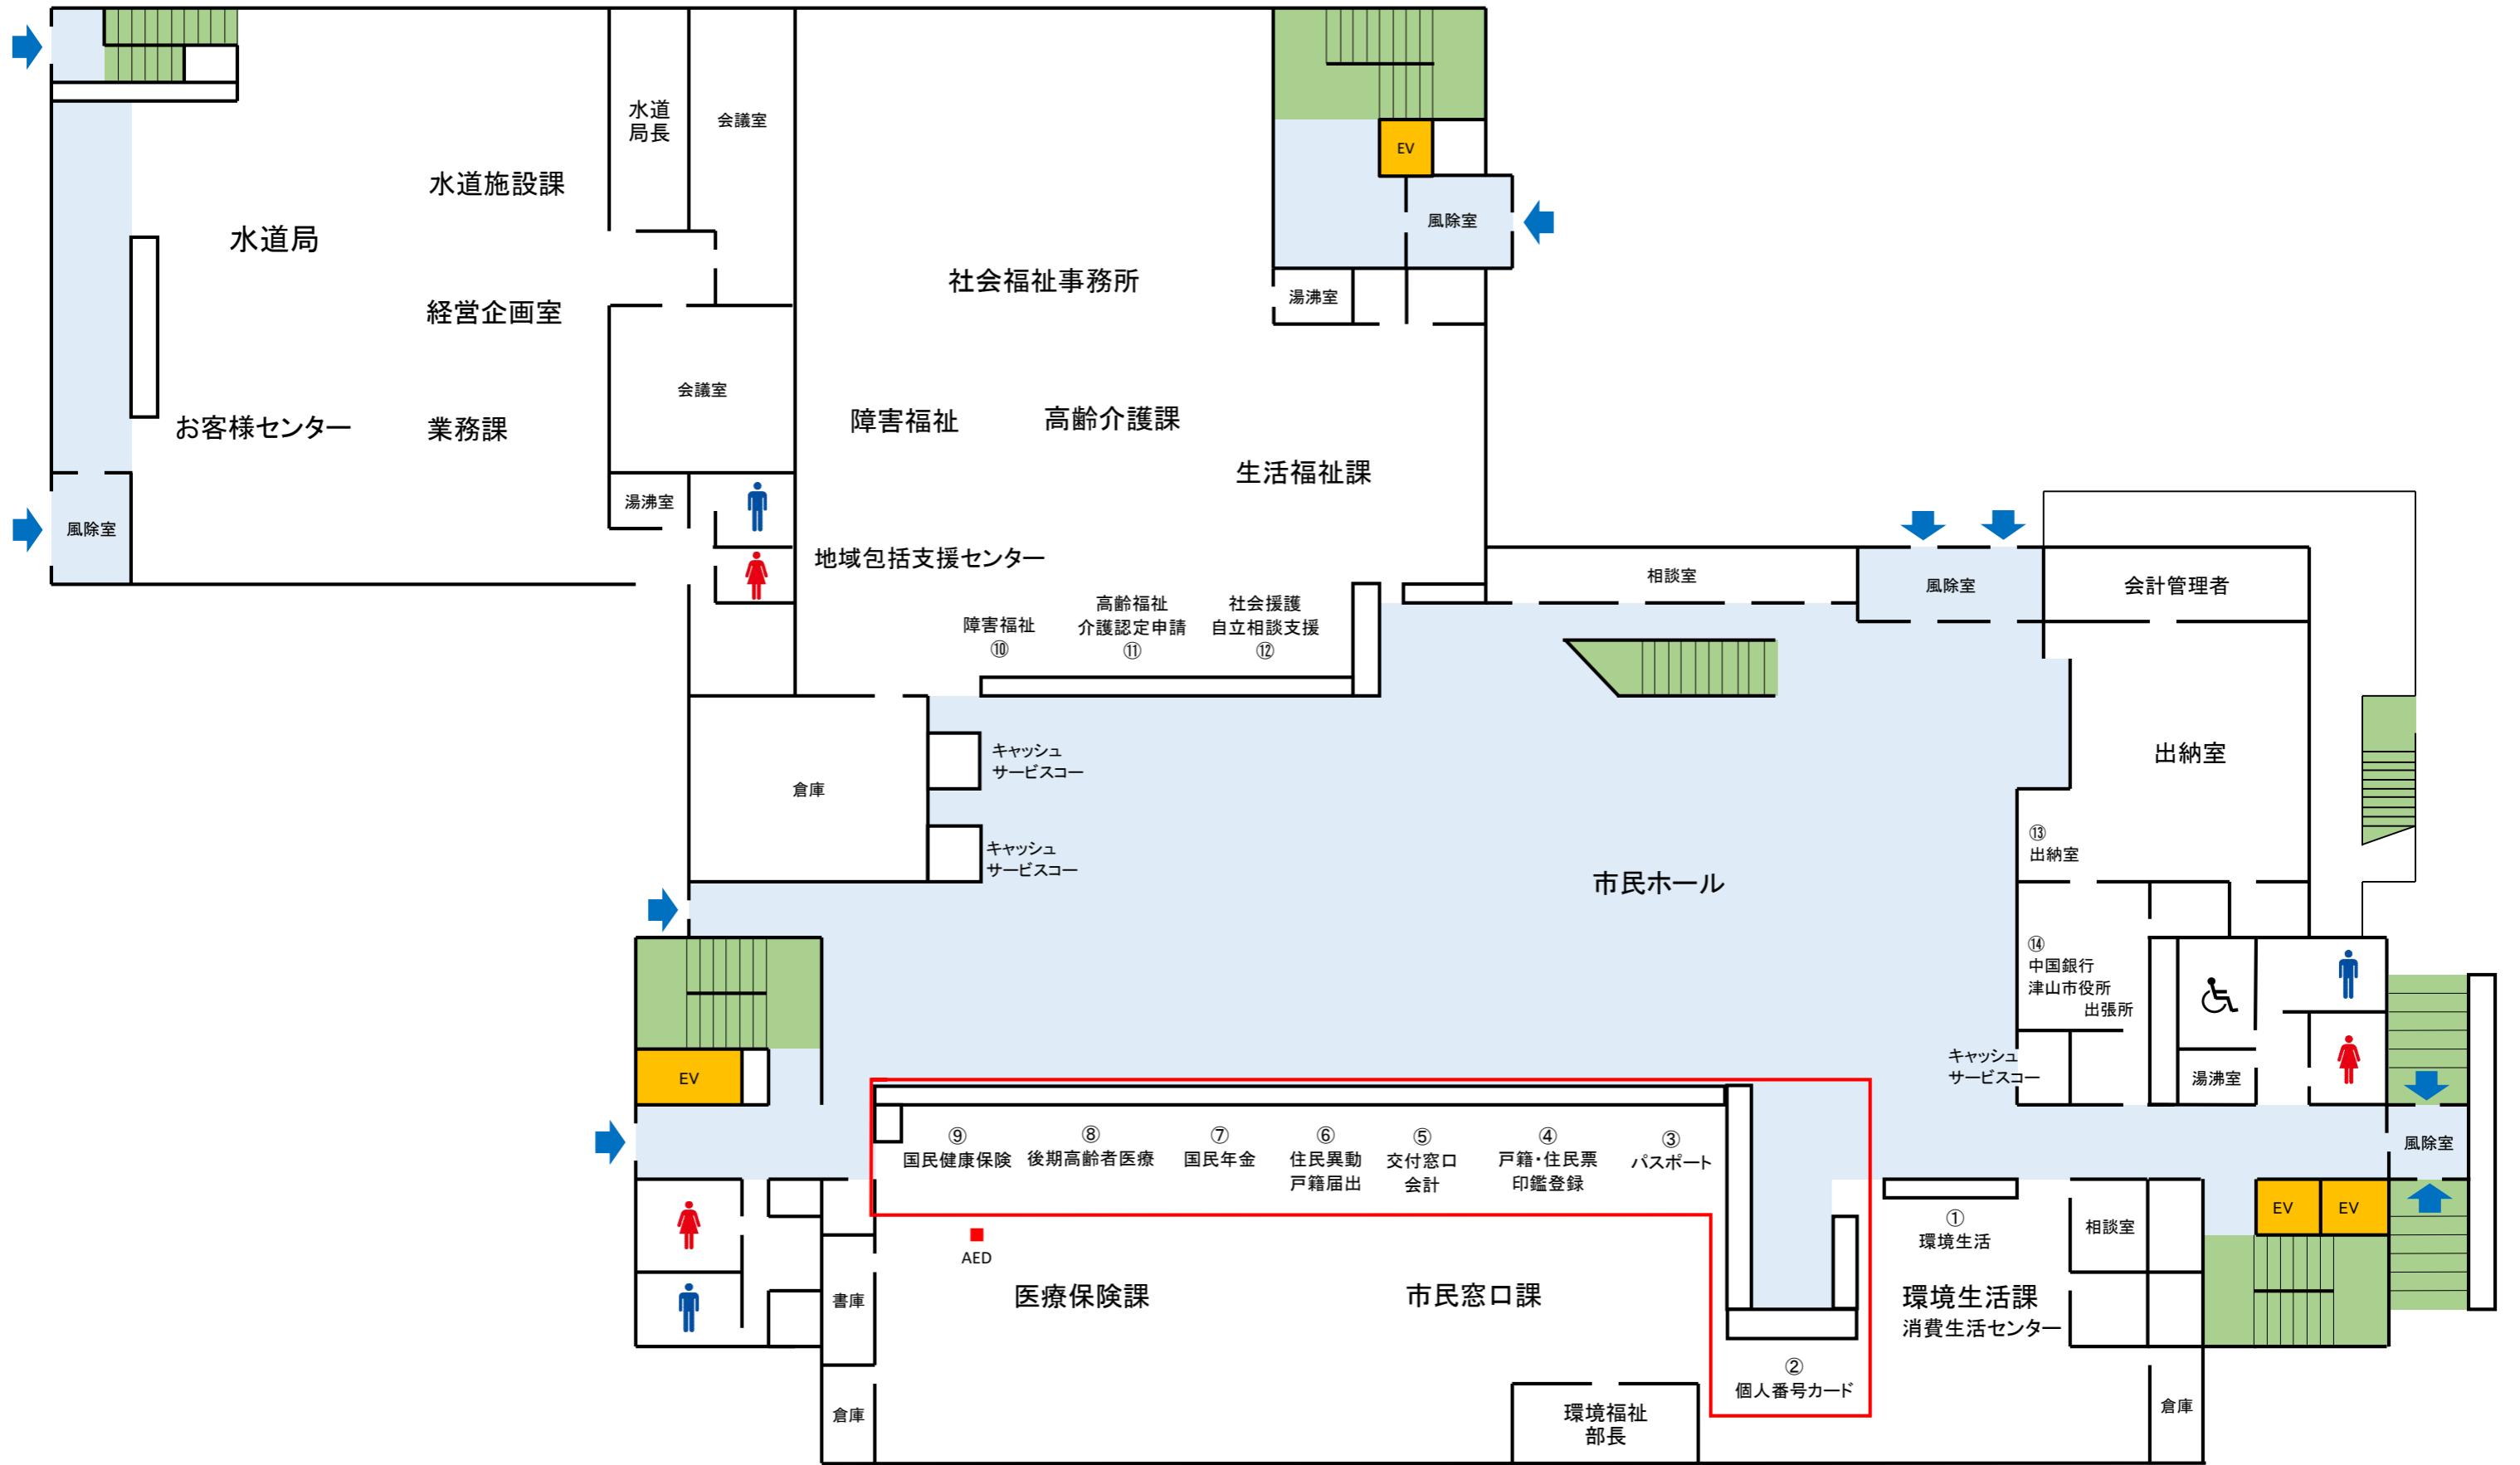 水道
局長
会議室
EV
水道施設課
風除室
水道局
社会福祉事務所
湯沸室
経営企画室
会議室
障害福祉
高齢介護課
お客様センター
業務課
生活福祉課
湯沸室
風除室
地域包括支援センター
相談室
風除室
会計管理者
障害福祉
⑩
高齢福祉
介護認定申請
⑪
社会援護
自立相談支援
⑫
キャッシュ
サービスコー
倉庫
出納室
キャッシュ
サービスコー
⑬
出納室
市民ホール
⑭
中国銀行
津山市役所
出張所
キャッシュ
サービスコー
湯沸室
EV
⑨
国民健康保険
⑧
後期高齢者医療
⑦
国民年金
⑥
住民異動
戸籍届出
⑤
交付窓口
会計
④
戸籍・住民票
印鑑登録
③
パスポート
風除室
①
環境生活
相談室
EV
EV
AED
書庫
医療保険課
市民窓口課
環境生活課
消費生活センター
②
個人番号カード
倉庫
環境福祉
部長
倉庫